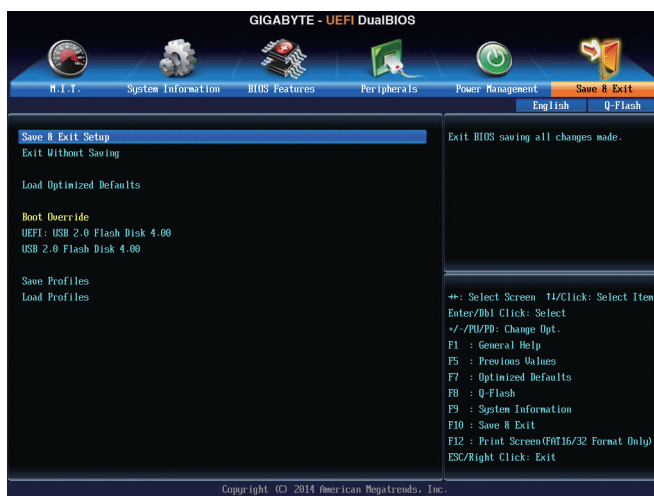 GIGABYTE - UEFI DualBIOS
M.I.T. System Information BIOS Features Peripherals Power Management Save & Exit
English Q-Flash
Save & Exit Setup
Exit Without Saving
Load Optimized Defaults
Boot Override
UEFI: USB 2.0 Flash Disk 4.00
USB 2.0 Flash Disk 4.00
Save Profiles
Load Profiles
Exit BIOS saving all changes made.
→←: Select Screen ↑↓/Click: Select Item
Enter/Dbl Click: Select
+/-/PU/PD: Change Opt.
F1 : General Help
F5 : Previous Values
F7 : Optimized Defaults
F8 : Q-Flash
F9 : System Information
F10 : Save & Exit
F12 : Print Screen(FAT16/32 Format Only)
ESC/Right Click: Exit
Copyright (C) 2014 American Megatrends, Inc.